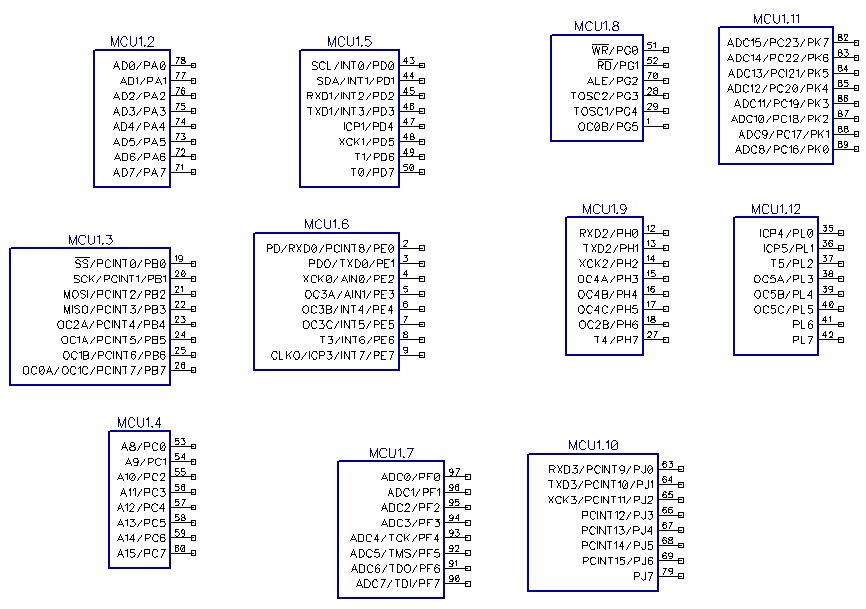 MCU1.2
AD0/PA0 78
AD1/PA1 77
AD2/PA2 76
AD3/PA3 75
AD4/PA4 74
AD5/PA5 73
AD6/PA6 72
AD7/PA7 71
MCU1.5
SCL/INT0/PD0 43
SDA/INT1/PD1 44
RXD1/INT2/PD2 45
TXD1/INT3/PD3 46
ICP1/PD4 47
XCK1/PD5 48
T1/PD6 49
T0/PD7 50
MCU1.8
WR/PG0 51
RD/PG1 52
ALE/PG2 70
TOSC2/PG3 28
TOSC1/PG4 29
OC0B/PG5 1
MCU1.11
ADC15/PC23/PK7 82
ADC14/PC22/PK6 83
ADC13/PCI21/PK5 84
ADC12/PC20/PK4 85
ADC11/PC19/PK3 86
ADC10/PC18/PK2 87
ADC9/PC17/PK1 88
ADC8/PC16/PK0 89
MCU1.3
SS/PCINT0/PB0 19
SCK/PCINT1/PB1 20
MOSI/PCINT2/PB2 21
MISO/PCINT3/PB3 22
OC2A/PCINT4/PB4 23
OC1A/PCINT5/PB5 24
OC1B/PCINT6/PB6 25
OC0A/OC1C/PCINT7/PB7 26
MCU1.6
PD/RXD0/PCINT8/PE0 2
PDO/TXD0/PE1 3
XCK0/AIN0/PE2 4
OC3A/AIN1/PE3 5
OC3B/INT4/PE4 6
OC3C/INT5/PE5 7
T3/INT6/PE6 8
CLKO/ICP3/INT7/PE7 9
MCU1.9
RXD2/PH0 12
TXD2/PH1 13
XCK2/PH2 14
OC4A/PH3 15
OC4B/PH4 16
OC4C/PH5 17
OC2B/PH6 18
T4/PH7 27
MCU1.12
ICP4/PL0 35
ICP5/PL1 36
T5/PL2 37
OC5A/PL3 38
OC5B/PL4 39
OC5C/PL5 40
PL6 41
PL7 42
MCU1.4
A8/PC0 53
A9/PC1 54
A10/PC2 55
A11/PC3 56
A12/PC4 57
A13/PC5 58
A14/PC6 59
A15/PC7 60
MCU1.7
ADC0/PF0 97
ADC1/PF1 96
ADC2/PF2 95
ADC3/PF3 94
ADC4/TCK/PF4 93
ADC5/TMS/PF5 92
ADC6/TDO/PF6 91
ADC7/TDI/PF7 90
MCU1.10
RXD3/PCINT9/PJ0 63
TXD3/PCINT10/PJ1 64
XCK3/PCINT11/PJ2 65
PCINT12/PJ3 66
PCINT13/PJ4 67
PCINT14/PJ5 68
PCINT15/PJ6 69
PJ7 79